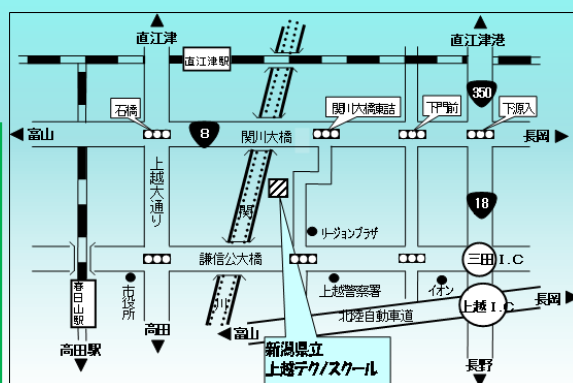 直江津
直江津駅
直江津港
350
石橋
関川大橋東詰
下門前
下源入
富山
8
関川大橋
長岡
上越大通り
関
18
リージョンプラザ
謙信公大橋
三田I.C
春日山駅
市役所
川
上越警察署
イオン
上越I.C
長岡
北陸自動車道
高田駅
高田
富山
長野
新潟県立
上越テクノスクール